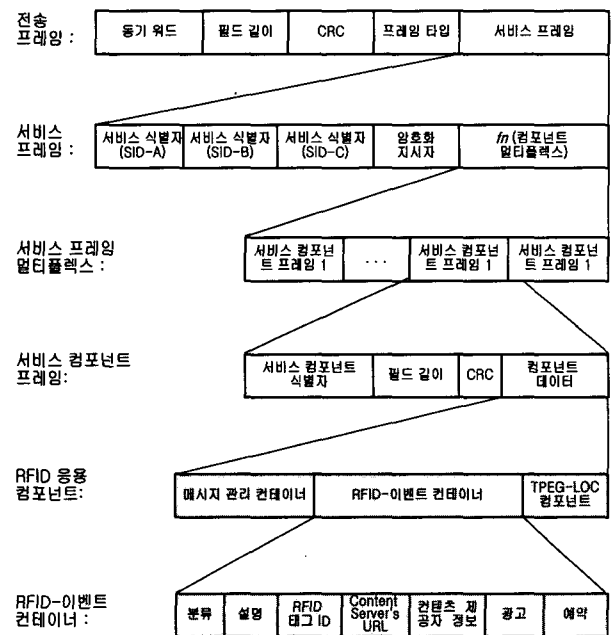 전송
프레임 :
동기 워드
필드 길이
CRC
프레임 타입
서비스 프레임
서비스
프레임 :
서비스 식별자
(SID-A)
서비스 식별자
(SID-B)
서비스 식별자
(SID-C)
암호화
지시자
fn (컴포넌트
멀티플렉스)
서비스 프레임
멀티플렉스 :
서비스 컴포넌
트 프레임 1
...
서비스 컴포넌
트 프레임 1
서비스 컴포넌
트 프레임 1
서비스 컴포넌트
프레임:
서비스 컴포넌트
식별자
필드 길이
CRC
컴포넌트
데이터
RFID 응용
컴포넌트:
메시지 관리 컨테이너
RFID-이벤트 컨테이너
TPEG-LOC
컴포넌트
RFID-이벤트
컨테이너 :
분류
설명
RFID
태그 ID
Content
Server's
URL
컨텐츠 제
공자 정보
광고
예약